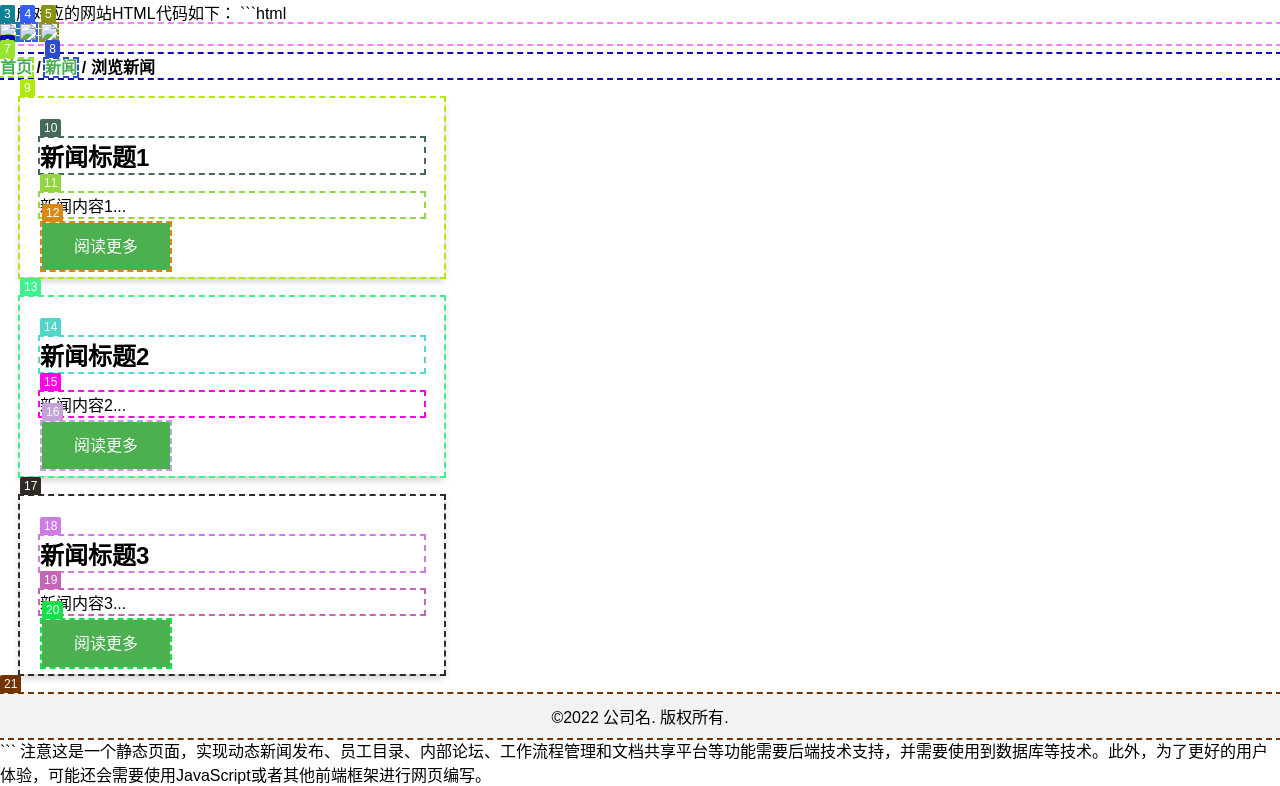 应的网站HTML代码如下： ```html
3 4 5
7 8
首页 / 新闻 / 浏览新闻
9
10
新闻标题1
11
新闻内容1...
12
阅读更多
13
14
新闻标题2
15
新闻内容2...
16
阅读更多
17
18
新闻标题3
19
新闻内容3...
20
阅读更多
21
©2022 公司名. 版权所有.
``` 注意这是一个静态页面，实现动态新闻发布、员工目录、内部论坛、工作流程管理和文档共享平台等功能需要后端技术支持，并需要使用到数据库等技术。此外，为了更好的用户
体验，可能还会需要使用JavaScript或者其他前端框架进行网页编写。